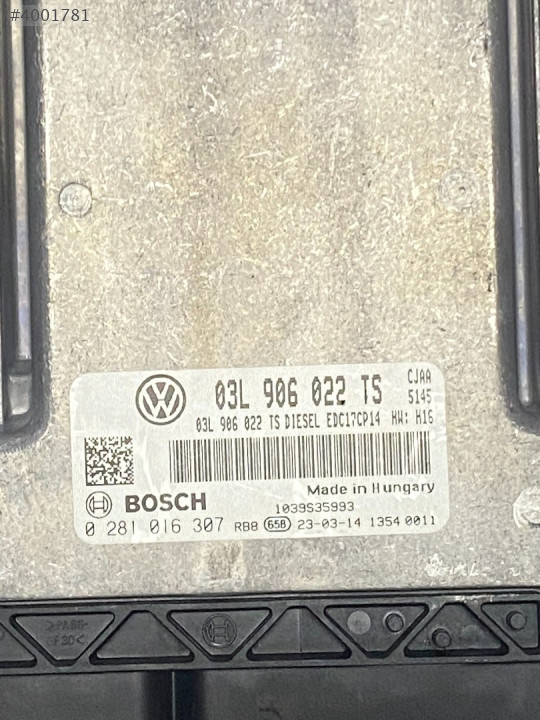 #4001781
03L 906 022 TS
CJAA
5145
03L 906 022 TS DIESEL EDC17CP14 HW: H16
Made in Hungary
BOSCH
1039S35993
0 281 016 307 RBB 658 23-03-14 1354 0011